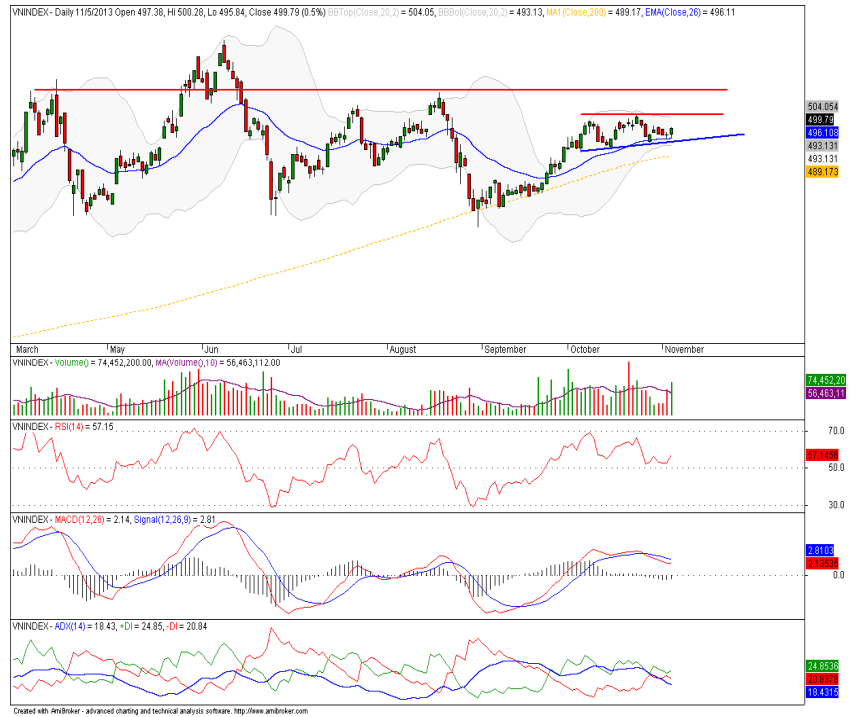 VNINDEX - Daily 11/5/2013 Open 497.38, Hi 500.28, Lo 495.84, Close 499.79 (0.5%) BBTop(Close,20,2) = 504.05, BBBot(Close,20,2) = 493.13, MA1(Close,200) = 489.17, EMA(Close,26) = 496.11
504.054
499.79
496.108
493.131
493.131
489.173
March May Jun Jul August September October November
VNINDEX - Volume() = 74,452,200.00, MA(Volume(),10) = 56,463,112.00
74,452,20
56,463,11
VNINDEX - RSI(14) = 57.15
70.0
57.1456
50.0
30.0
VNINDEX - MACD(12,26) = 2.14, Signal(12,26,9) = 2.81
2.8103
2.13535
0.0
VNINDEX - ADX(14) = 18.43, +DI = 24.85, -DI = 20.84
24.8536
20.8378
18.4315
Created with AmiBroker - advanced charting and technical analysis software. http://www.amibroker.com